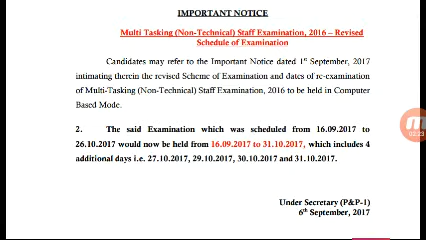 IMPORTANT NOTICE
Multi Tasking (Non-Technical) Staff Examination, 2016 – Revised
Schedule of Examination
Candidates may refer to the Important Notice dated 1st September, 2017
intimating therein the revised Scheme of Examination and dates of re-examination
of Multi-Tasking (Non-Technical) Staff Examination, 2016 to be held in Computer
Based Mode.
2. The said Examination which was scheduled from 16.09.2017 to
26.10.2017 would now be held from 16.09.2017 to 31.10.2017, which includes 4
additional days i.e. 27.10.2017, 29.10.2017, 30.10.2017 and 31.10.2017.
Under Secretary (P&P-1)
6th September, 2017
03:23